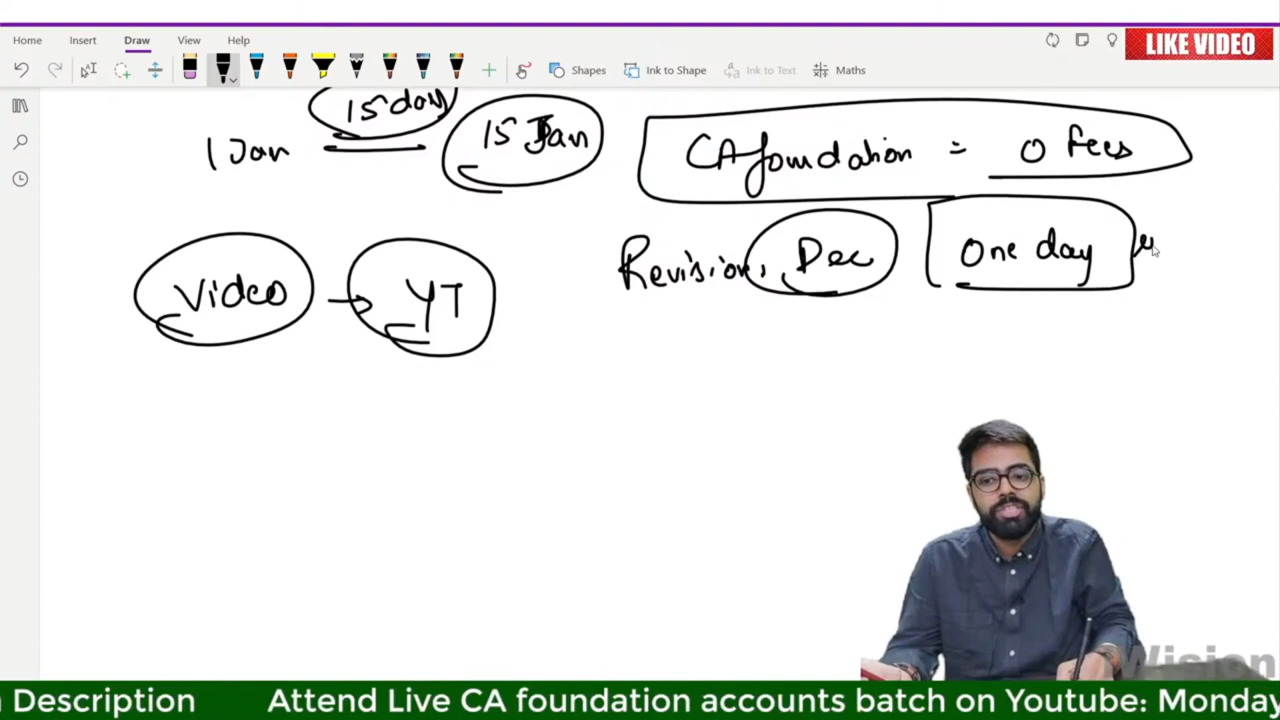 Home Insert Draw View Help
LIKE VIDEO
Shapes Ink to Shape Ink to Text Maths
15 day
1 Jan 15 Jan CA foundation = 0 fees
Revision, Dec One day
Video → YT
Wision
n Description Attend Live CA foundation accounts batch on Youtube: Monday